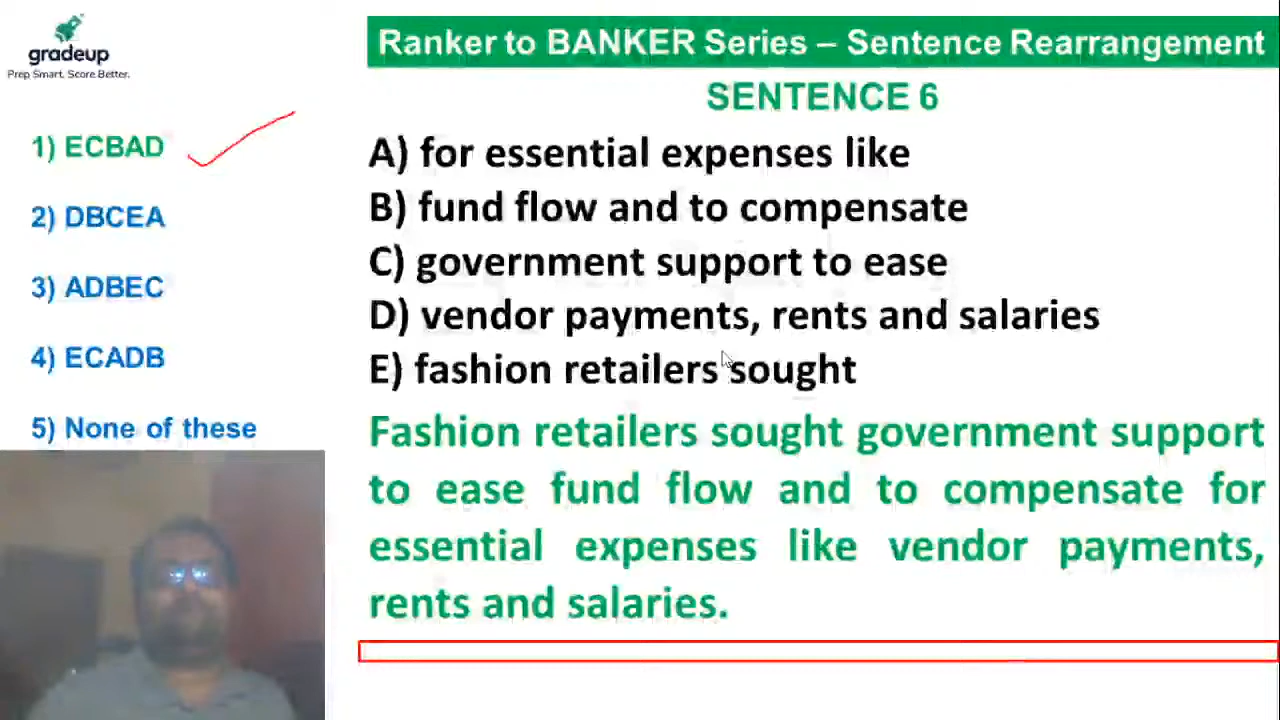 gradeup
Prep Smart. Score Better.
Ranker to BANKER Series – Sentence Rearrangement
SENTENCE 6
1) ECBAD
2) DBCEA
3) ADBEC
4) ECADB
5) None of these
A) for essential expenses like
B) fund flow and to compensate
C) government support to ease
D) vendor payments, rents and salaries
E) fashion retailers sought
Fashion retailers sought government support
to ease fund flow and to compensate for
essential expenses like vendor payments,
rents and salaries.